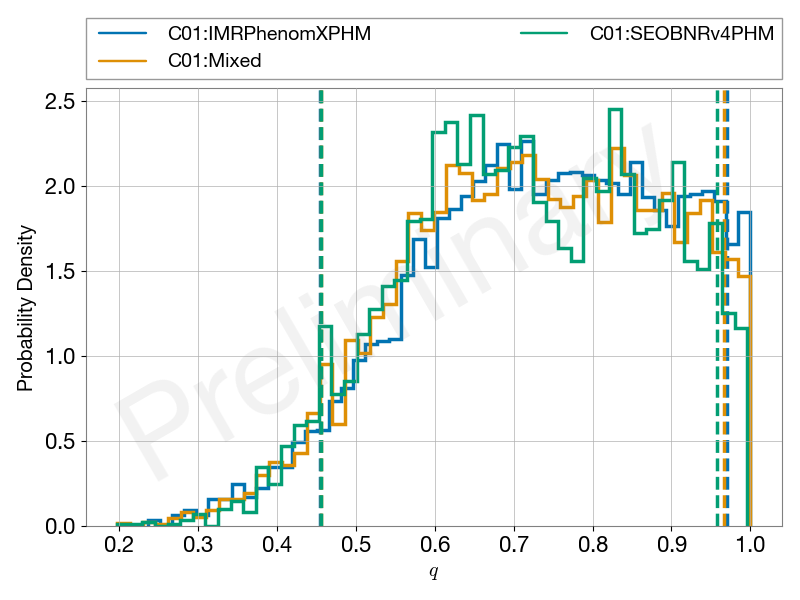 C01:IMRPhenomXPHM
C01:Mixed
C01:SEOBNRv4PHM
Preliminary
Probability Density
2.5
2.0
1.5
1.0
0.5
0.0
0.2 0.3 0.4 0.5 0.6 0.7 0.8 0.9 1.0
q